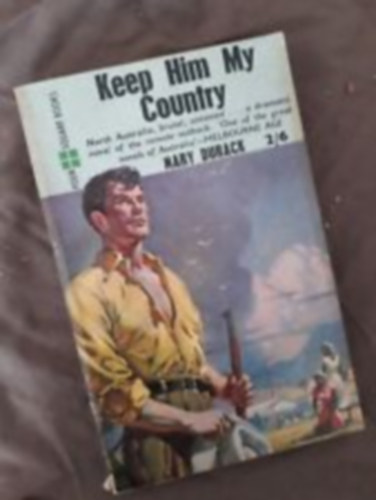 Keep Him My
Country
North Australia, brutal, sensuous . . . a dramatic
novel of the remote outback. 'One of the great
novels of Australia'—MELBOURNE AGE
MARY DURACK 2/6
FOUR SQUARE BOOKS